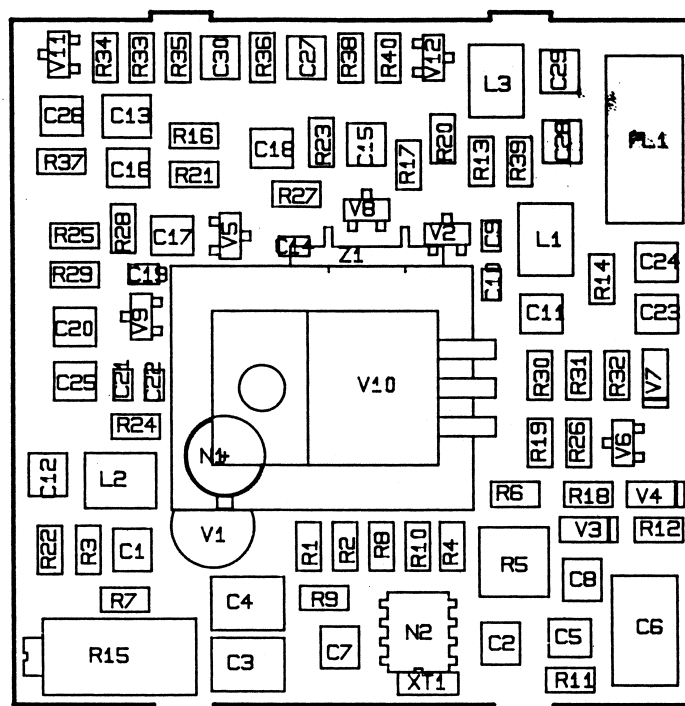 V11 R34 R33 R35 C30 R36 C27 R38 R40 V12
L3 C29
C26 C13 R16 C18 R23 C15 R17 R20 R13 R39 C28 PL1
R37 C16 R21
R27
R25 R28 C17 V5 C14 V8 V2 C9 L1
Z1
R29 C19 C10 R14 C24
C20 V9 C11 C23
C25 C21 C22 V10 R30 R31 R32 V7
R24 N1 R19 R26 V6
C12 L2 R6 R18 V4
R22 R3 C1 V1 R1 R2 R8 R10 R4 R5 V3 R12
C8
R7 C4 R9 C6
R15 C3 C7 N2 C2 C5
XT1 R11